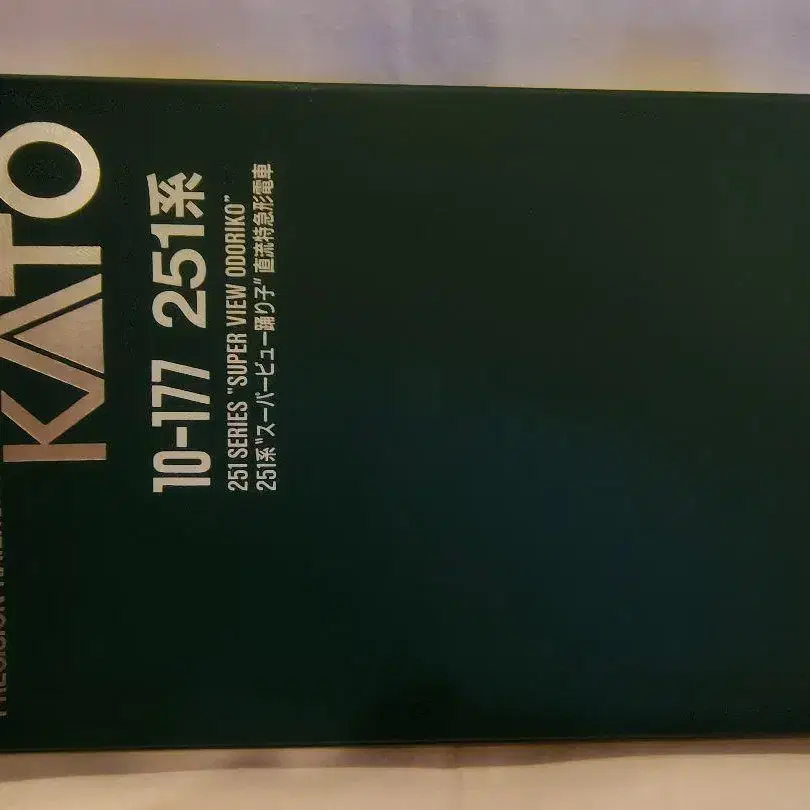 KATO
10-177 251系
251 SERIES "SUPER VIEW ODORIKO"
251系〝スーパービュー踊り子〟直流特急形電車